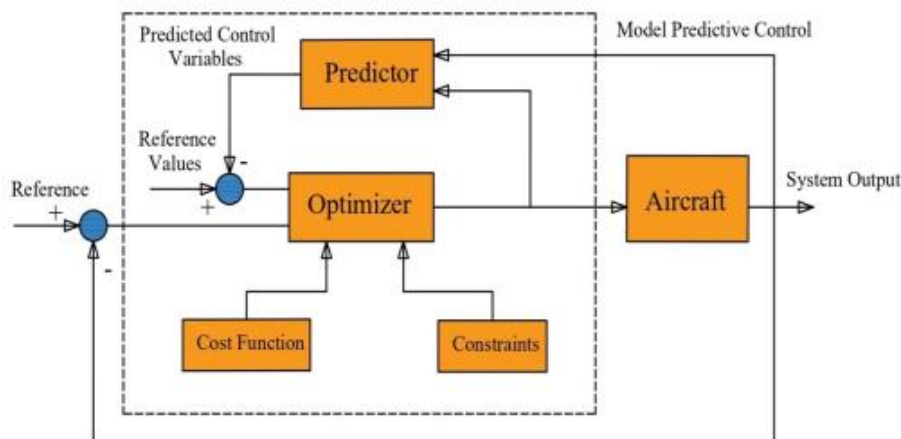 Predicted Control
Variables
Model Predictive Control
Predictor
Reference
Values
-
+
Reference
+
-
Optimizer
Aircraft
System Output
Cost Function
Constraints